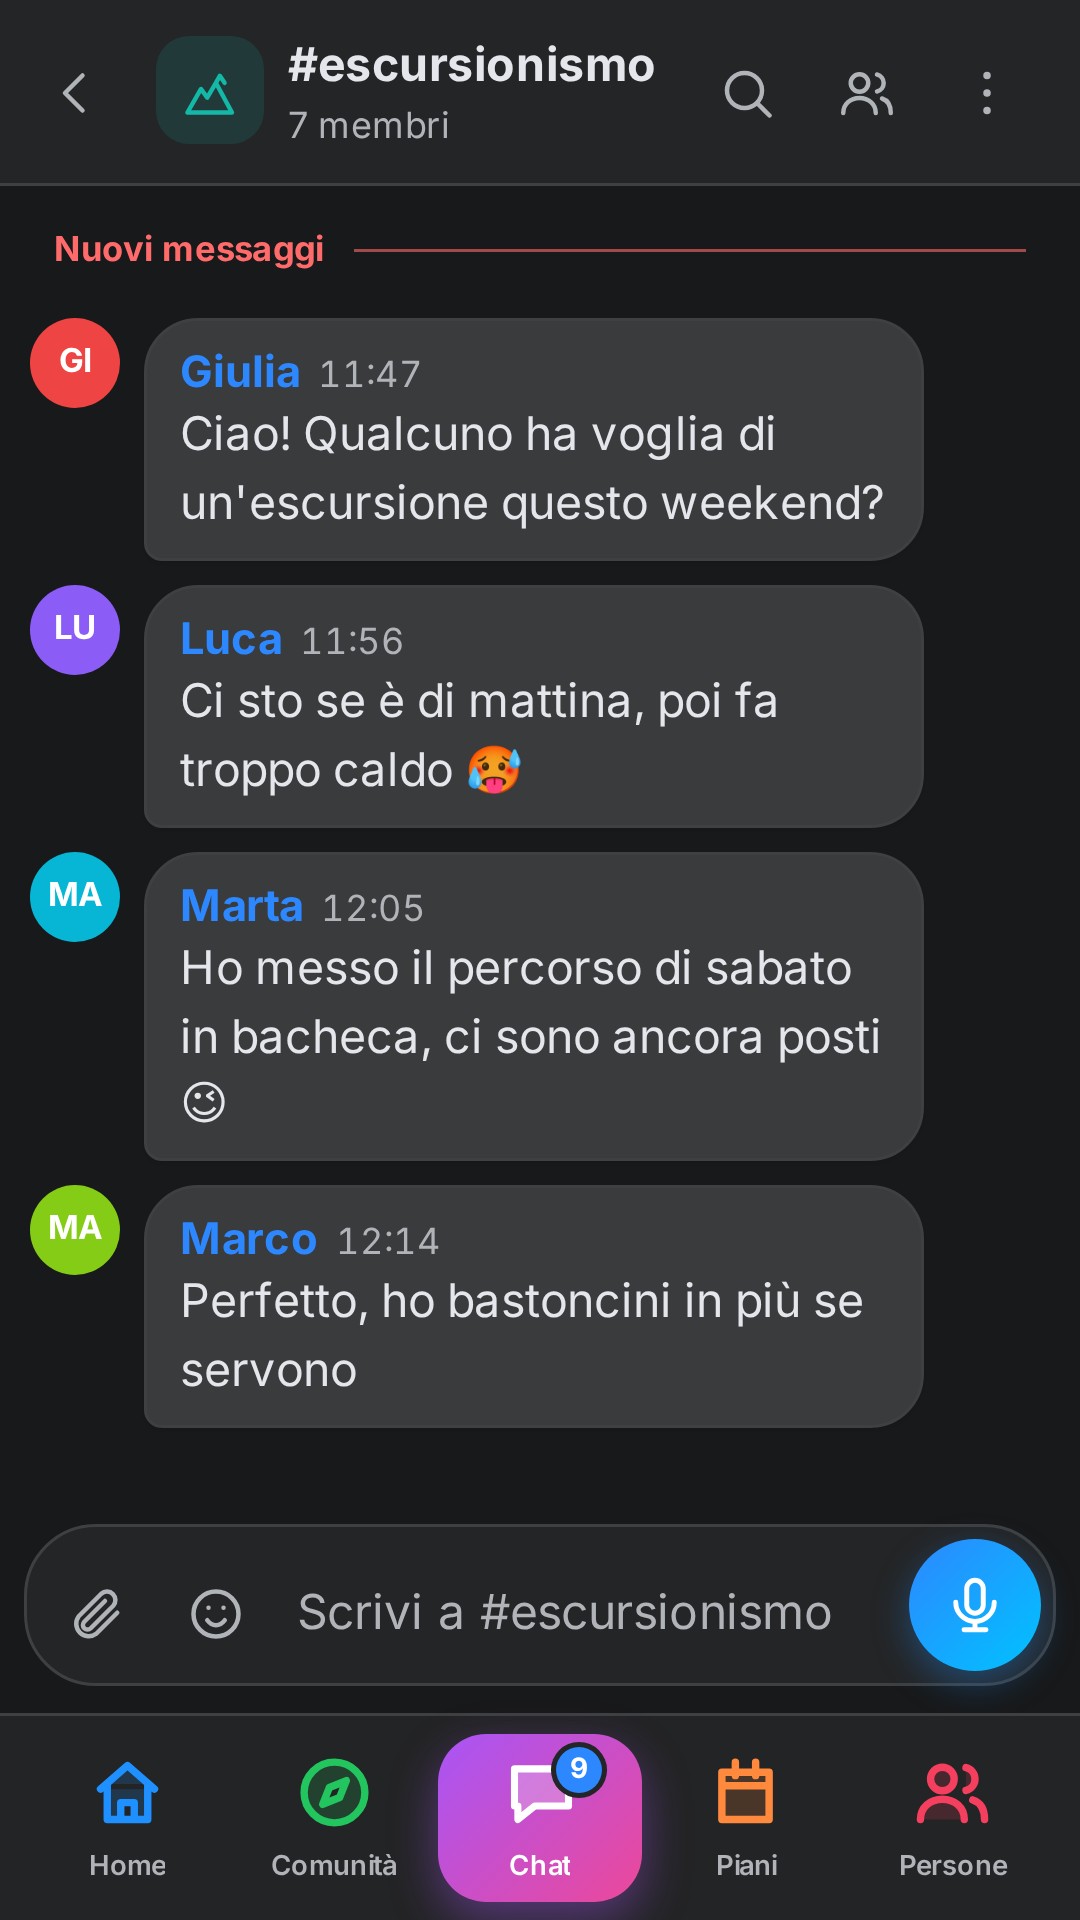 #escursionismo
7 membri
Nuovi messaggi
GI
Giulia 11:47
Ciao! Qualcuno ha voglia di
un'escursione questo weekend?
LU
Luca 11:56
Ci sto se è di mattina, poi fa
troppo caldo 🥵
MA
Marta 12:05
Ho messo il percorso di sabato
in bacheca, ci sono ancora posti
😉
MA
Marco 12:14
Perfetto, ho bastoncini in più se
servono
Scrivi a #escursionismo
9
Home
Comunità
Chat
Piani
Persone